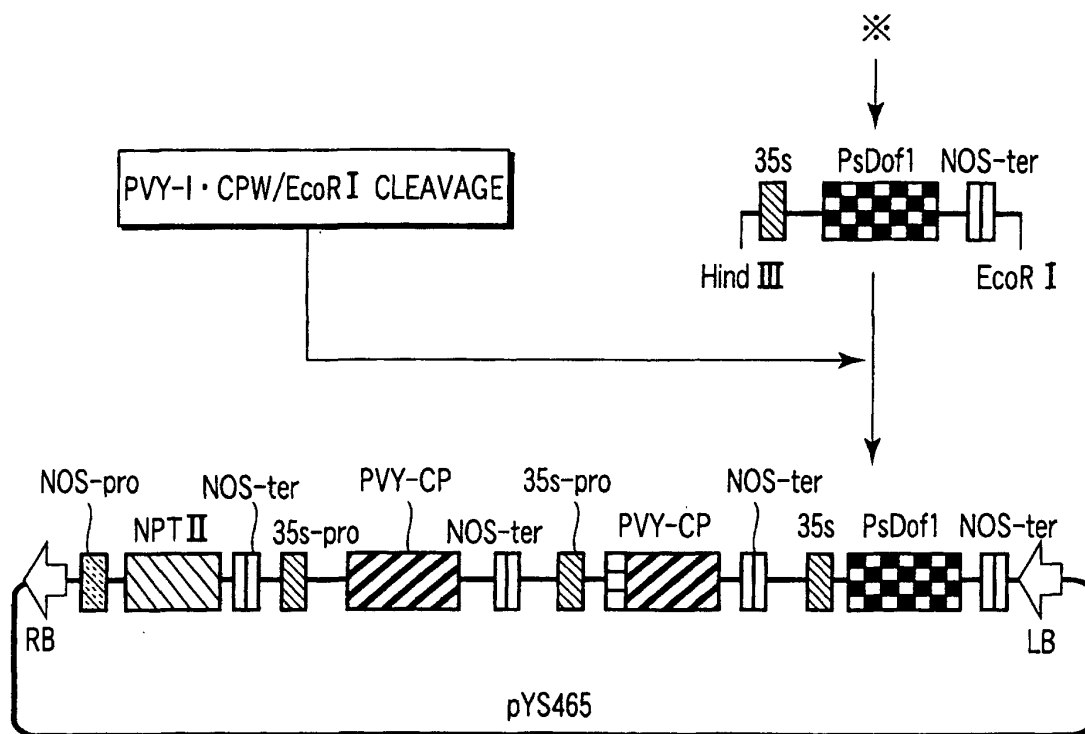 ※
35s PsDof1 NOS-ter
PVY-I・CPW/EcoR I CLEAVAGE
Hind III EcoR I
NOS-pro NPT II NOS-ter 35s-pro PVY-CP NOS-ter 35s-pro PVY-CP NOS-ter 35s PsDof1 NOS-ter
RB LB
pYS465